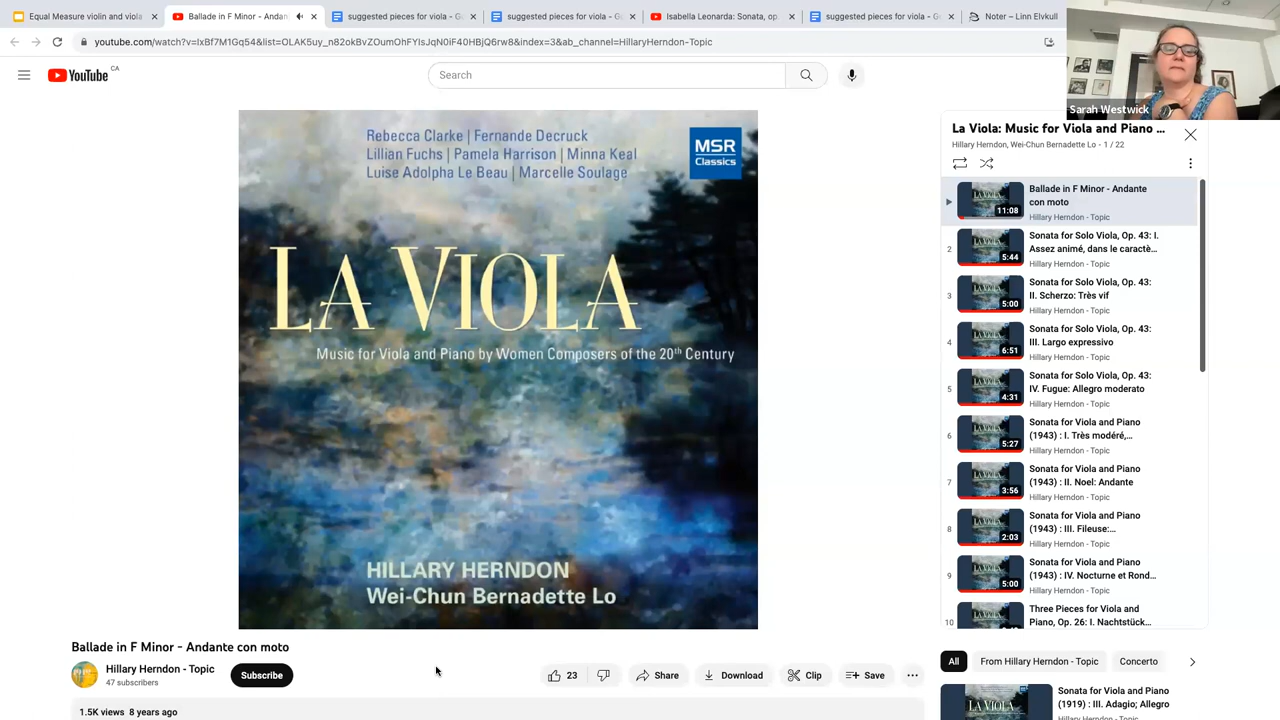 Equal Measure violin and viola
Ballade in F Minor - Andan
suggested pieces for viola - G
suggested pieces for viola - G
Isabella Leonarda: Sonata, op
suggested pieces for viola - G
Noter – Linn Elvkull
youtube.com/watch?v=IxBf7M1Gq54&list=OLAK5uy_n82okBvZOumOhFYIsJqN0iF40HBjQ6rw8&index=3&ab_channel=HillaryHerndon-Topic
YouTube CA
Search
Sarah Westwick
Rebecca Clarke | Fernande Decruck
Lillian Fuchs | Pamela Harrison | Minna Keal
Luise Adolpha Le Beau | Marcelle Soulage
MSR
Classics
LA VIOLA
Music for Viola and Piano by Women Composers of the 20th Century
HILLARY HERNDON
Wei-Chun Bernadette Lo
La Viola: Music for Viola and Piano ...
Hillary Herndon, Wei-Chun Bernadette Lo - 1 / 22
Ballade in F Minor - Andante
con moto
11:08
Hillary Herndon - Topic
2
Sonata for Solo Viola, Op. 43: I.
Assez animé, dans le caractè...
5:44
Hillary Herndon - Topic
3
Sonata for Solo Viola, Op. 43:
II. Scherzo: Très vif
5:00
Hillary Herndon - Topic
4
Sonata for Solo Viola, Op. 43:
III. Largo expressivo
6:51
Hillary Herndon - Topic
5
Sonata for Solo Viola, Op. 43:
IV. Fugue: Allegro moderato
4:31
Hillary Herndon - Topic
6
Sonata for Viola and Piano
(1943) : I. Très modéré,...
5:27
Hillary Herndon - Topic
7
Sonata for Viola and Piano
(1943) : II. Noel: Andante
3:56
Hillary Herndon - Topic
8
Sonata for Viola and Piano
(1943) : III. Fileuse:...
2:03
Hillary Herndon - Topic
9
Sonata for Viola and Piano
(1943) : IV. Nocturne et Rond...
5:00
Hillary Herndon - Topic
10
Three Pieces for Viola and
Piano, Op. 26: I. Nachtstück...
Ballade in F Minor - Andante con moto
Hillary Herndon - Topic
47 subscribers
Subscribe
23
Share
Download
Clip
Save
1.5K views 8 years ago
All
From Hillary Herndon - Topic
Concerto
Sonata for Viola and Piano
(1919) : III. Adagio; Allegro